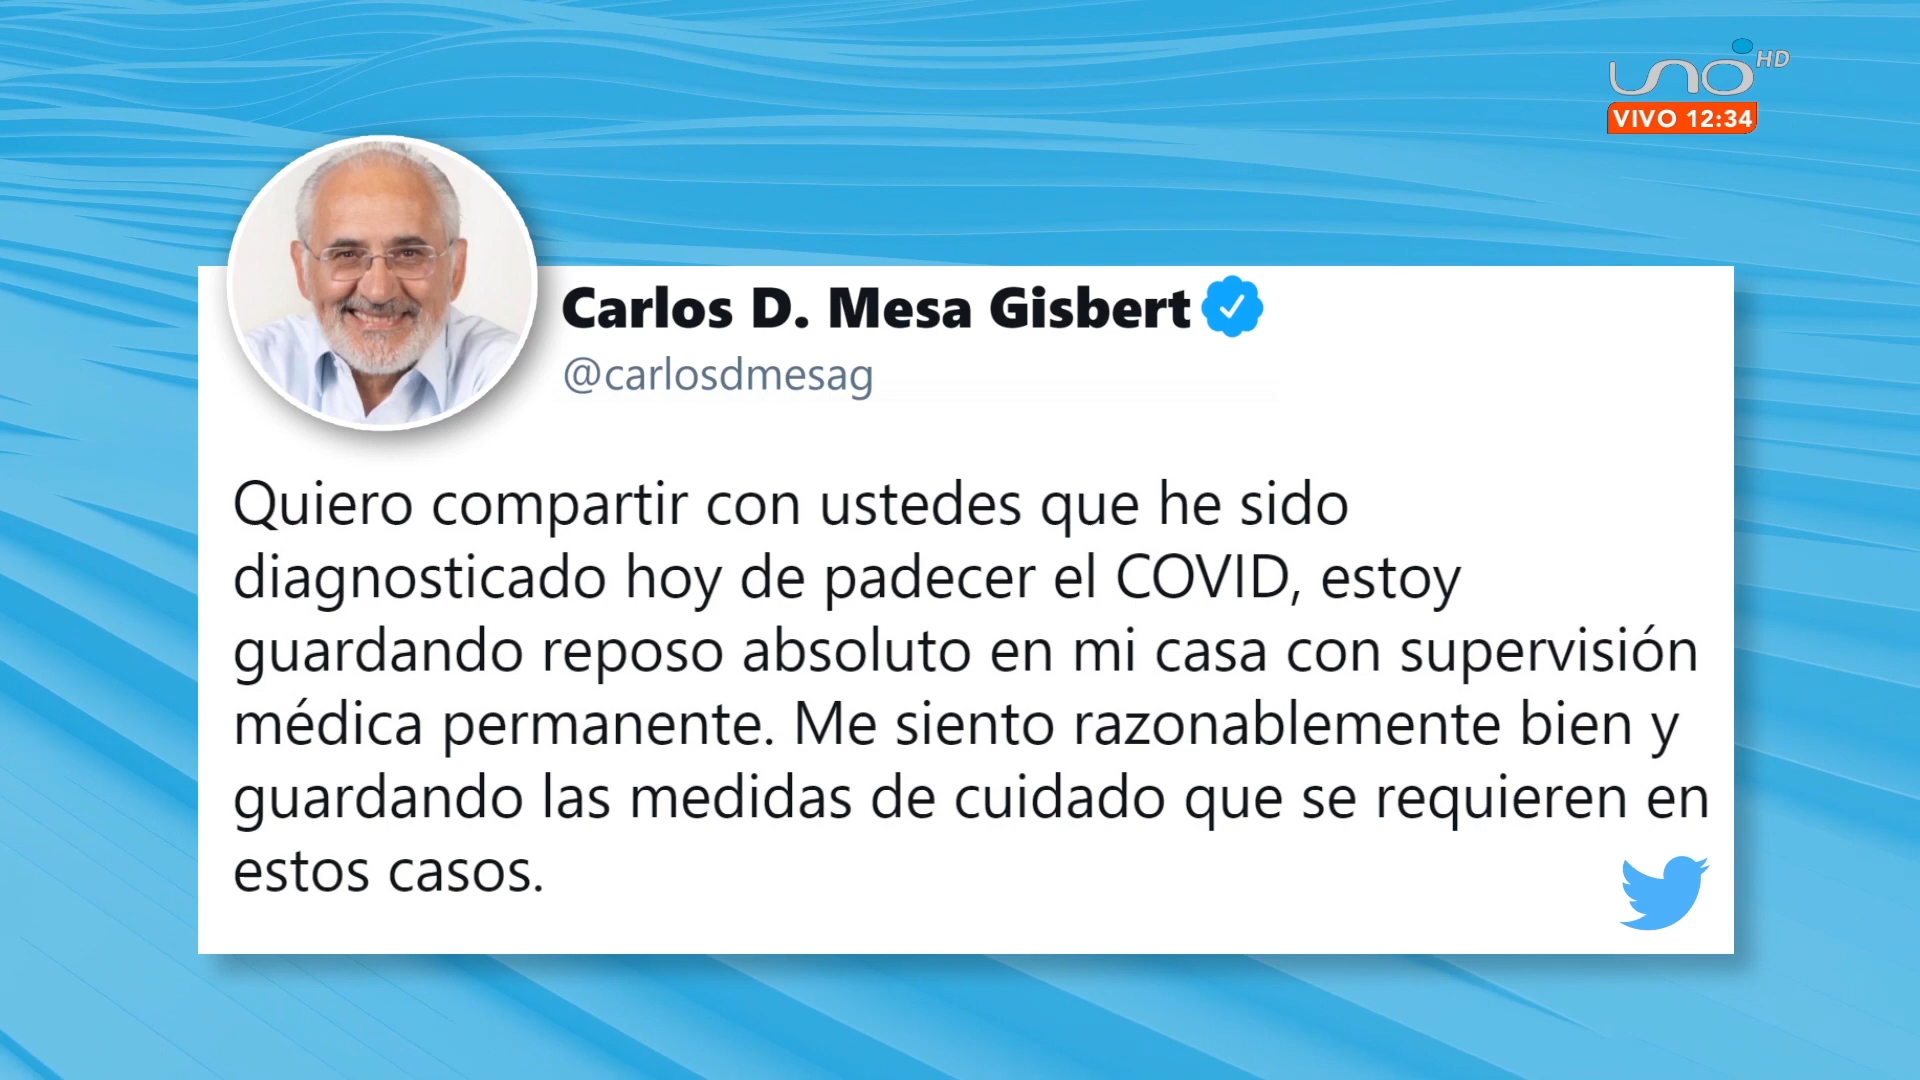 UNO HD
VIVO 12:34
Carlos D. Mesa Gisbert
@carlosdmesag
Quiero compartir con ustedes que he sido
diagnosticado hoy de padecer el COVID, estoy
guardando reposo absoluto en mi casa con supervisión
médica permanente. Me siento razonablemente bien y
guardando las medidas de cuidado que se requieren en
estos casos.